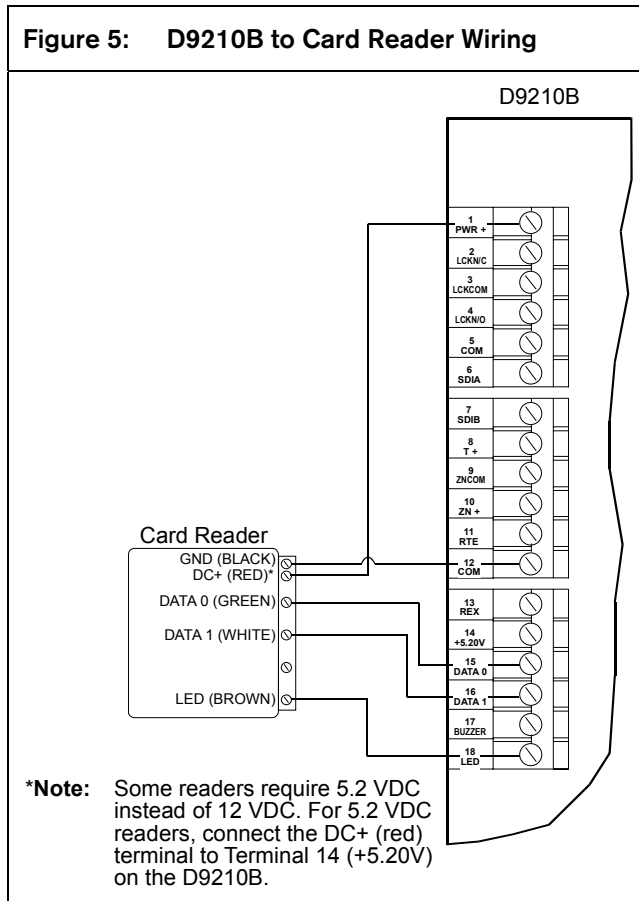 Figure 5: D9210B to Card Reader Wiring
D9210B
1
PWR +
2
LCKN/C
3
LCKCOM
4
LCKN/O
5
COM
6
SDIA
7
SDIB
8
T +
9
ZNCOM
10
ZN +
11
RTE
12
COM
13
REX
14
+5.20V
15
DATA 0
16
DATA 1
17
BUZZER
18
LED
Card Reader
GND (BLACK)
DC+ (RED)*
DATA 0 (GREEN)
DATA 1 (WHITE)
LED (BROWN)
*Note: Some readers require 5.2 VDC
instead of 12 VDC. For 5.2 VDC
readers, connect the DC+ (red)
terminal to Terminal 14 (+5.20V)
on the D9210B.